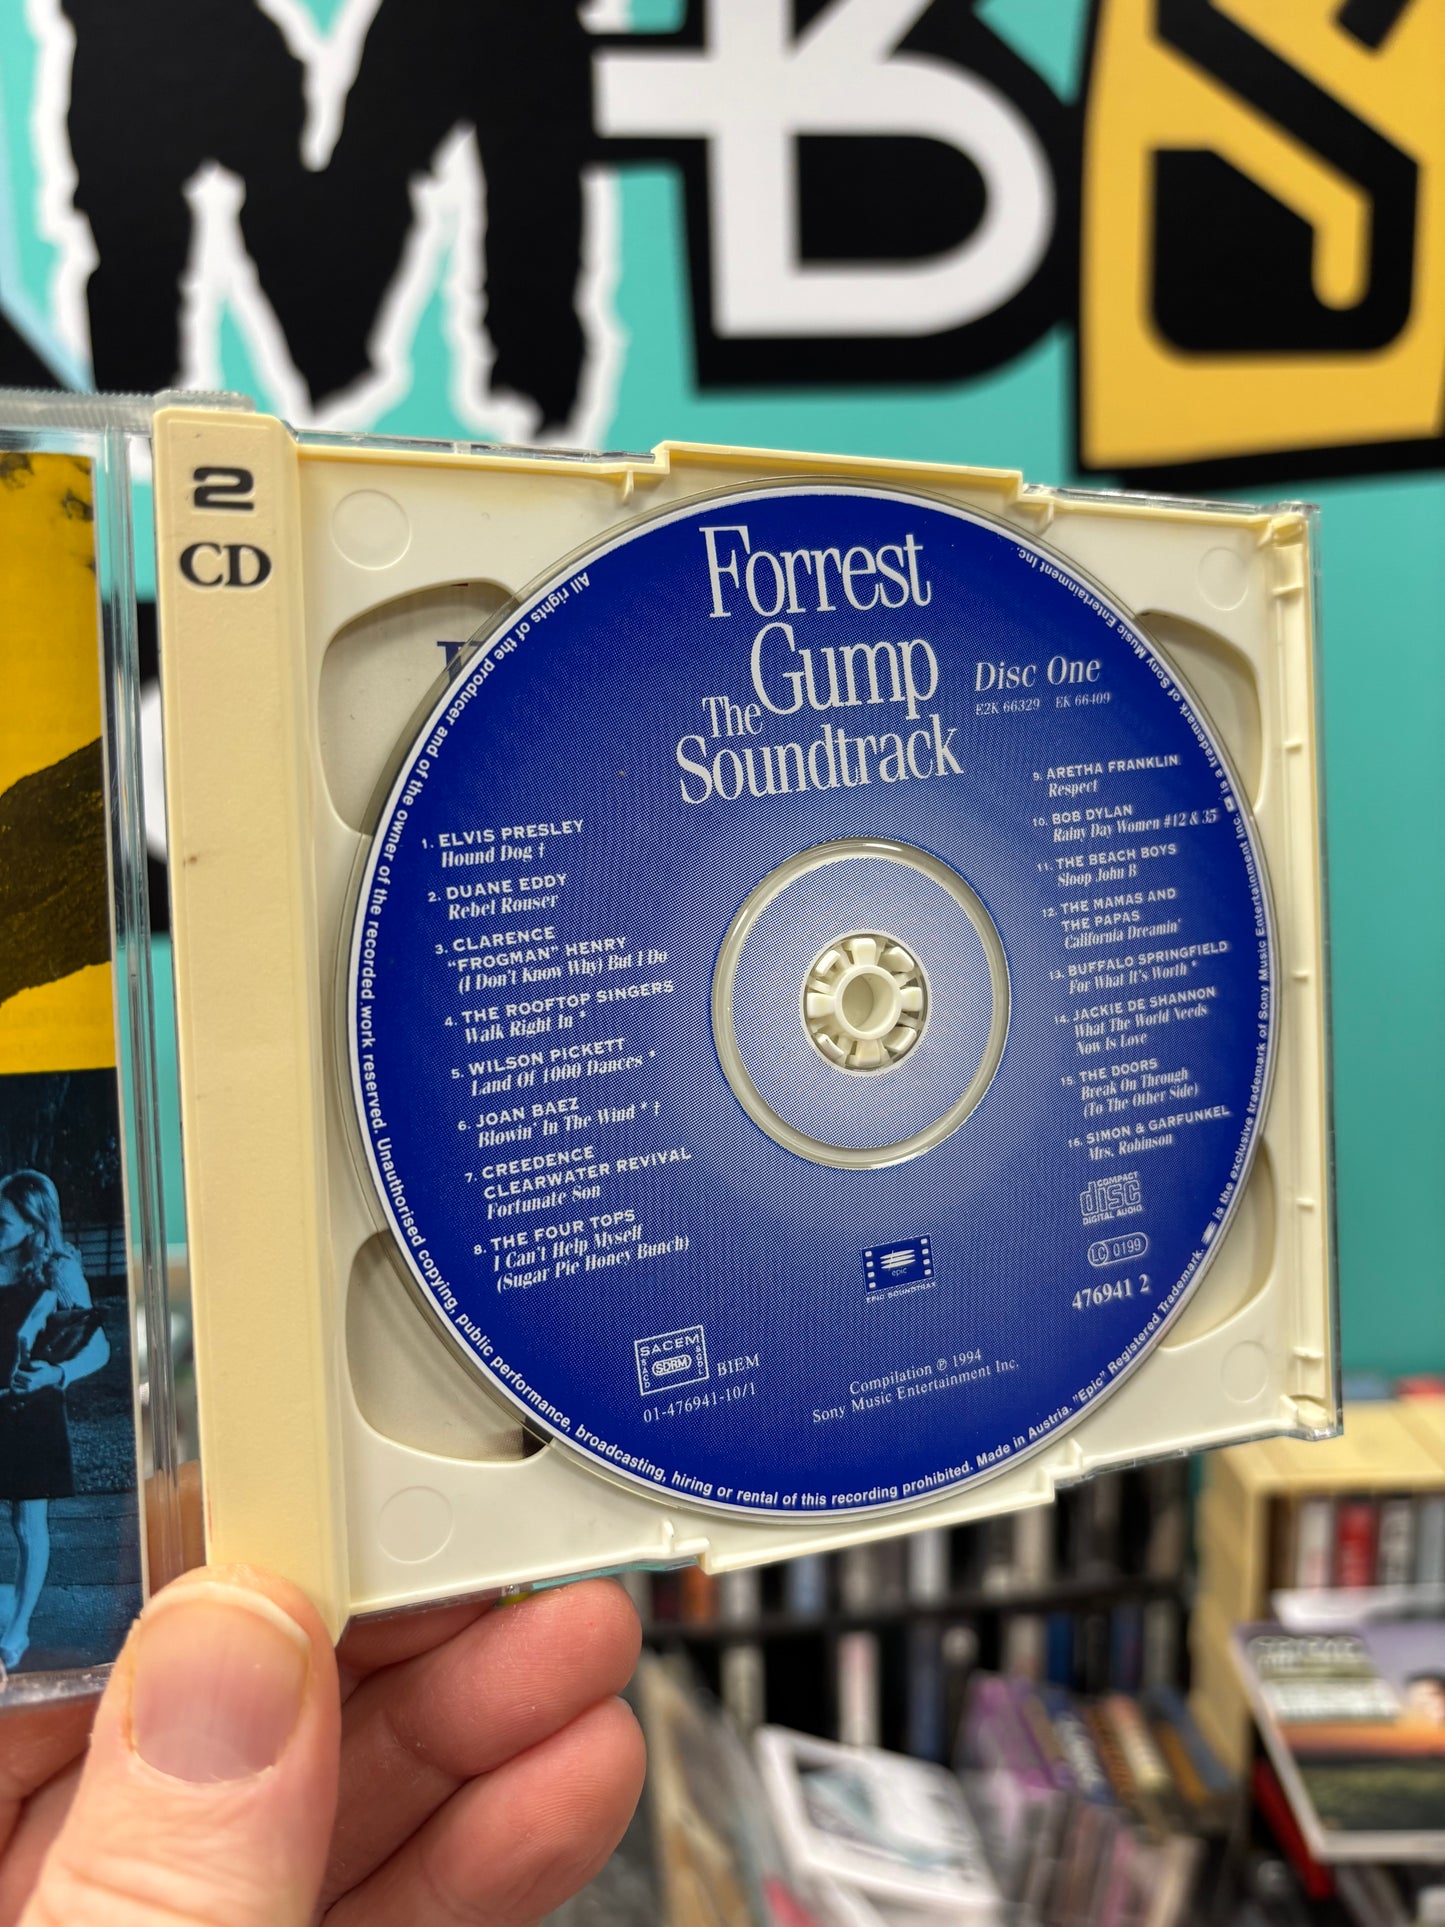 MBS
2
CD
Forrest
Gump
The
Soundtrack
Disc One
E2K 66329 EK 66409
1. ELVIS PRESLEY
Hound Dog †
2. DUANE EDDY
Rebel Rouser
3. CLARENCE
"FROGMAN" HENRY
(I Don't Know Why) But I Do
4. THE ROOFTOP SINGERS
Walk Right In *
5. WILSON PICKETT
Land Of 1000 Dances *
6. JOAN BAEZ
Blowin' In The Wind * †
7. CREEDENCE
CLEARWATER REVIVAL
Fortunate Son
8. THE FOUR TOPS
I Can't Help Myself
(Sugar Pie Honey Bunch)
9. ARETHA FRANKLIN
Respect
10. BOB DYLAN
Rainy Day Women #12 & 35
11. THE BEACH BOYS
Sloop John B
12. THE MAMAS AND
THE PAPAS
California Dreamin'
13. BUFFALO SPRINGFIELD
For What It's Worth *
14. JACKIE DE SHANNON
What The World Needs
Now Is Love
15. THE DOORS
Break On Through
(To The Other Side)
16. SIMON & GARFUNKEL
Mrs. Robinson
COMPACT
disc
DIGITAL AUDIO
LC 0199
476941 2
epic
EPIC SOUNDTRAX
SACEM
SACD
SDRM
SGDL
BIEM
01-476941-10/1
Compilation ℗ 1994
Sony Music Entertainment Inc.
All rights of the producer and of the owner of the recorded work reserved. Unauthorised copying, public performance, broadcasting, hiring or rental of this recording prohibited. Made in Austria. "Epic" Registered Trademark. is the exclusive trademark of Sony Music Entertainment Inc. is a trademark of Sony Music Entertainment Inc.